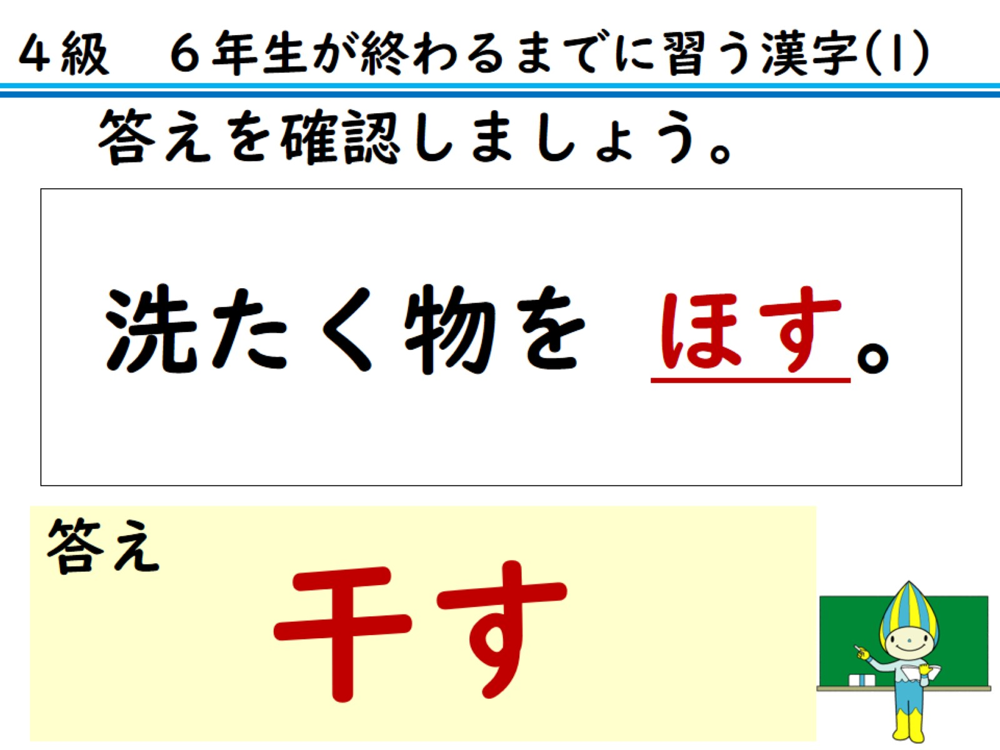 ４級　６年生が終わるまでに習う漢字(1)
答えを確認しましょう。
洗たく物を ほす。
答え
干す